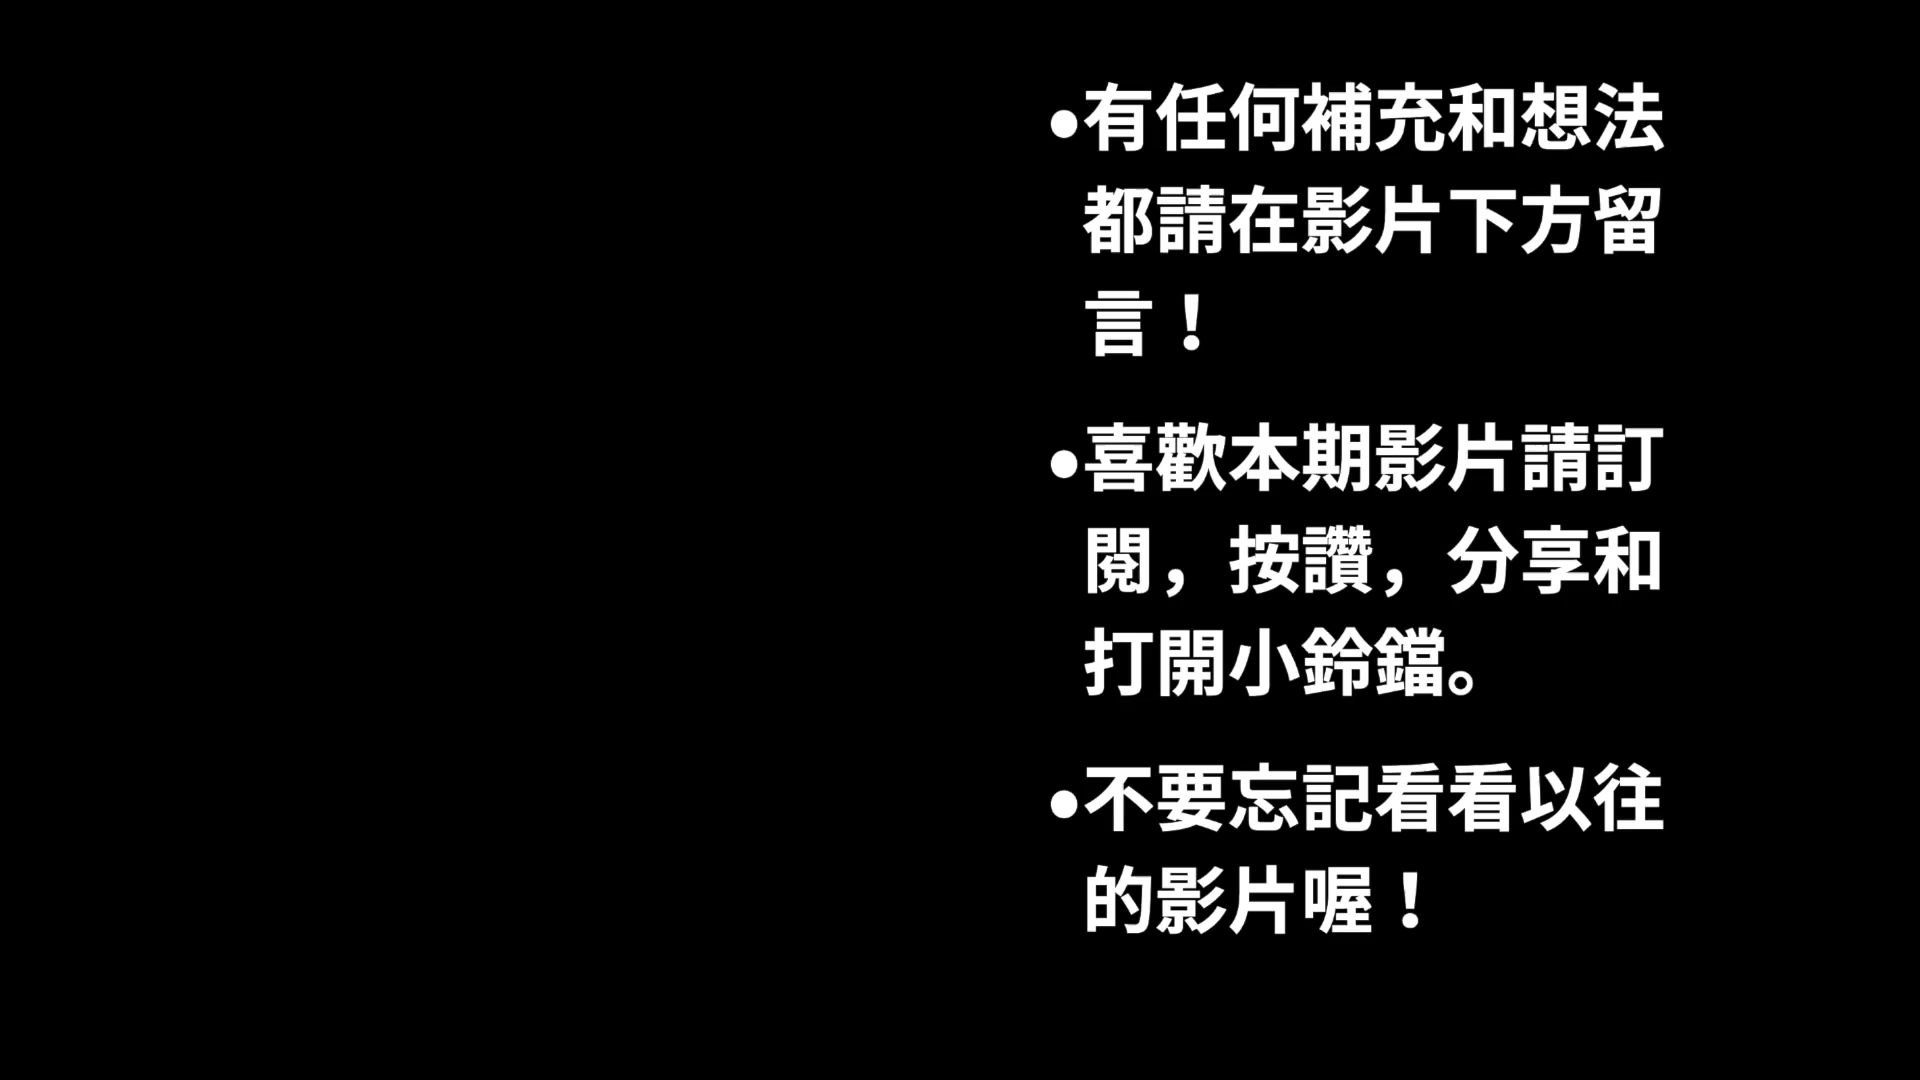 •有任何補充和想法
都請在影片下方留
言！
•喜歡本期影片請訂
閱，按讚，分享和
打開小鈴鐺。
•不要忘記看看以往
的影片喔！